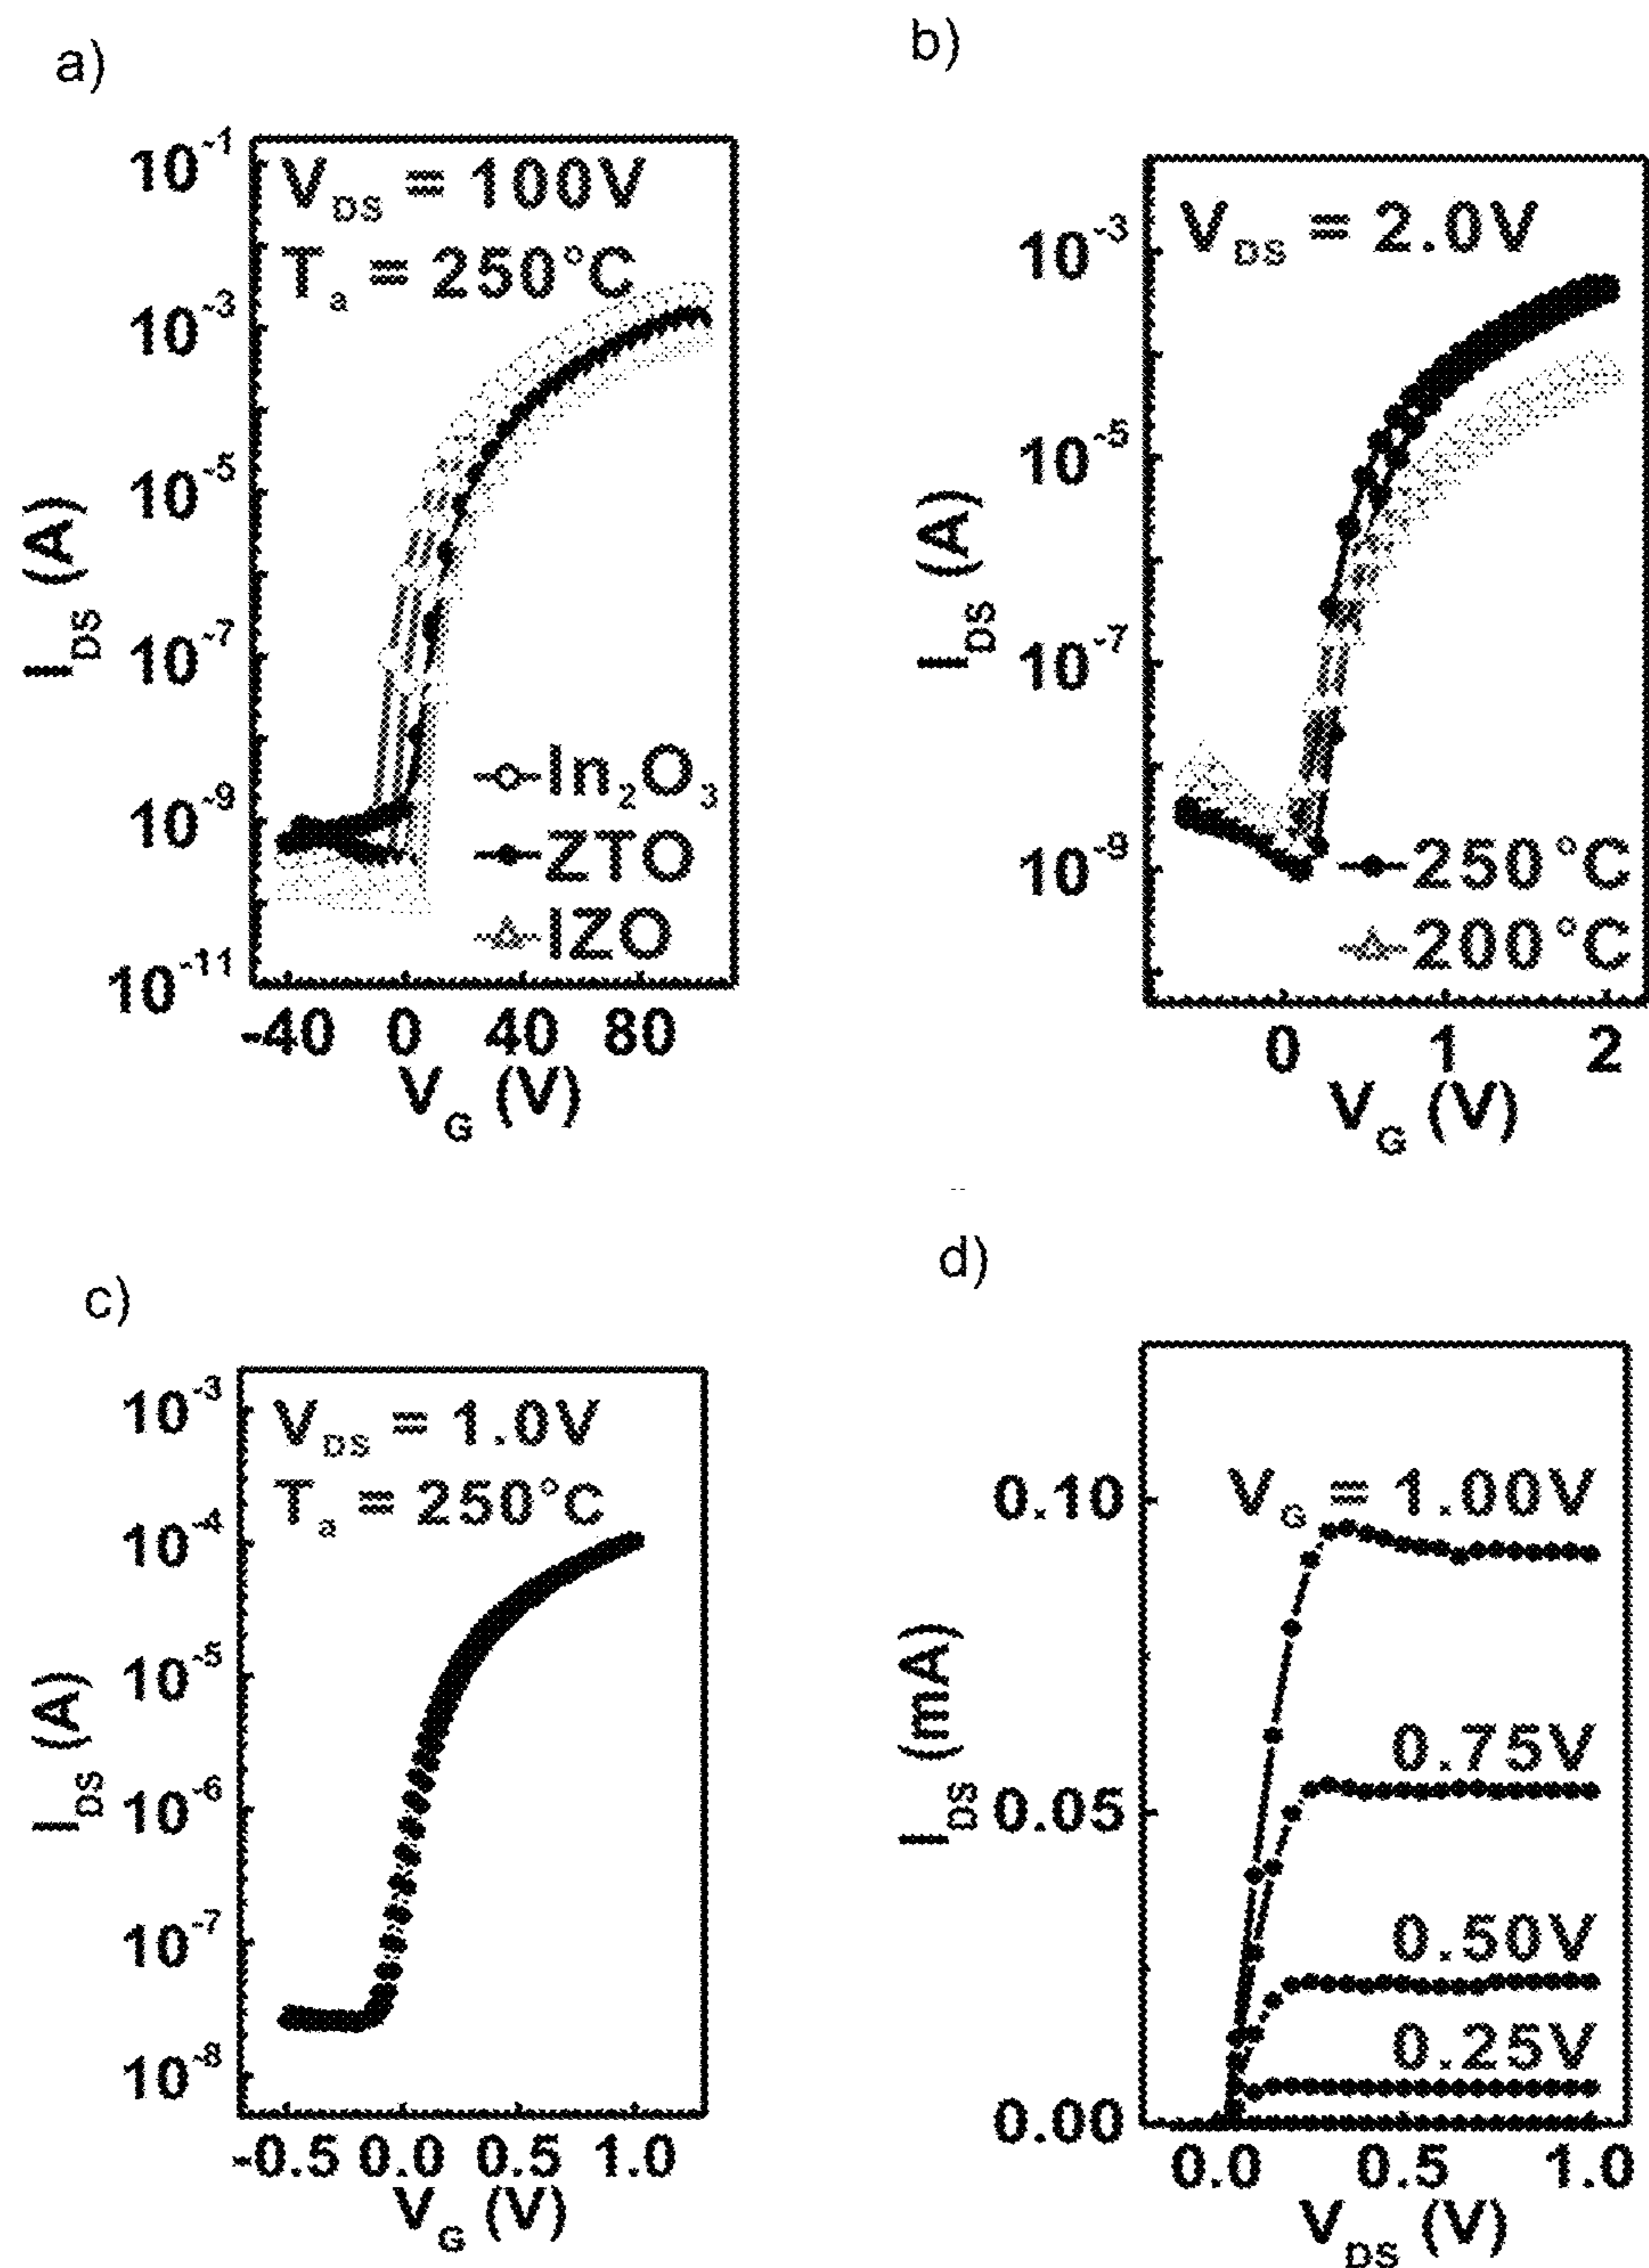 a)
10⁻¹
10⁻³
10⁻⁵
10⁻⁷
10⁻⁹
10⁻¹¹
I_DS (A)
V_DS = 100V
T_a = 250°C
In₂O₃
ZTO
IZO
-40 0 40 80
V_G (V)
b)
10⁻³
10⁻⁵
10⁻⁷
10⁻⁹
I_DS (A)
V_DS = 2.0V
250°C
200°C
0 1 2
V_G (V)
c)
10⁻³
10⁻⁴
10⁻⁵
10⁻⁶
10⁻⁷
10⁻⁸
I_DS (A)
V_DS = 1.0V
T_a = 250°C
-0.5 0.0 0.5 1.0
V_G (V)
d)
0.10
0.05
0.00
I_DS (mA)
V_G = 1.00V
0.75V
0.50V
0.25V
0.0 0.5 1.0
V_DS (V)